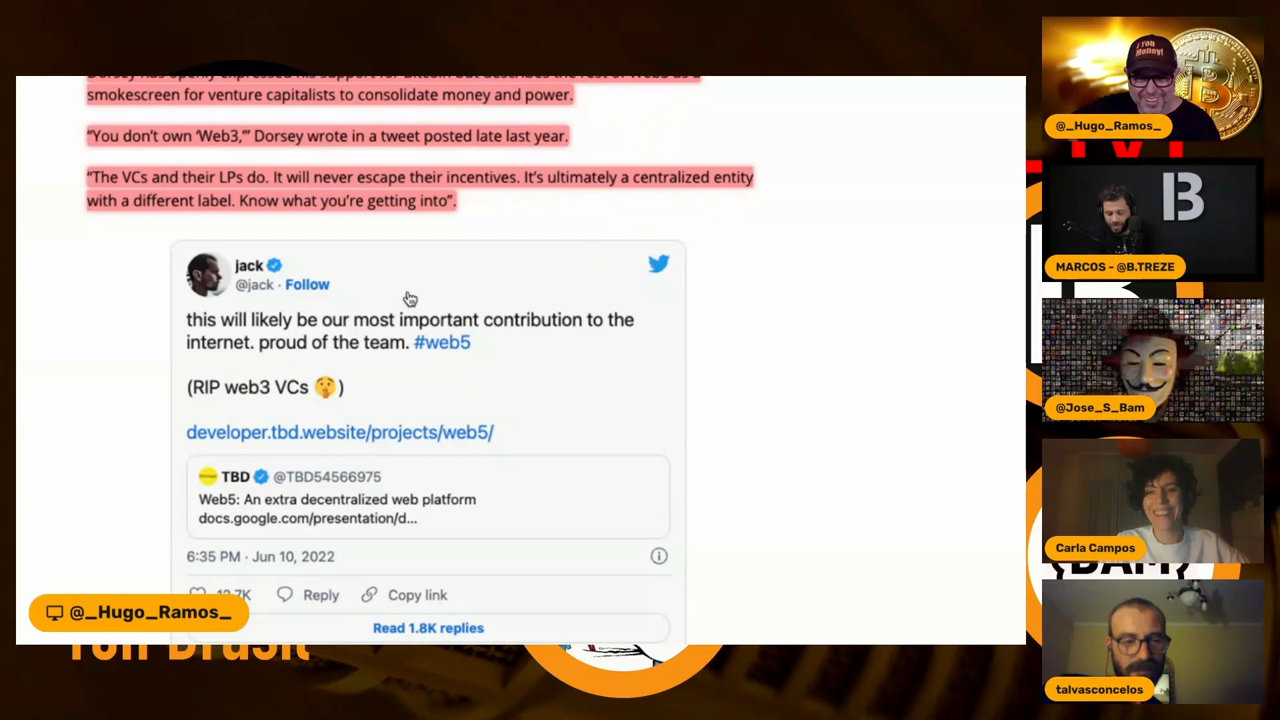 smokescreen for venture capitalists to consolidate money and power.
“You don’t own ‘Web3,’” Dorsey wrote in a tweet posted late last year.
“The VCs and their LPs do. It will never escape their incentives. It’s ultimately a centralized entity
with a different label. Know what you’re getting into”.
jack
@jack · Follow
this will likely be our most important contribution to the
internet. proud of the team. #web5
(RIP web3 VCs 🤫)
developer.tbd.website/projects/web5/
TBD @TBD54566975
Web5: An extra decentralized web platform
docs.google.com/presentation/d...
6:35 PM · Jun 10, 2022
Reply
Copy link
Read 1.8K replies
@_Hugo_Ramos_
You
Money!
B
@_Hugo_Ramos_
B
MARCOS - @B.TREZE
@Jose_S_Bam
Carla Campos
talvasconcelos